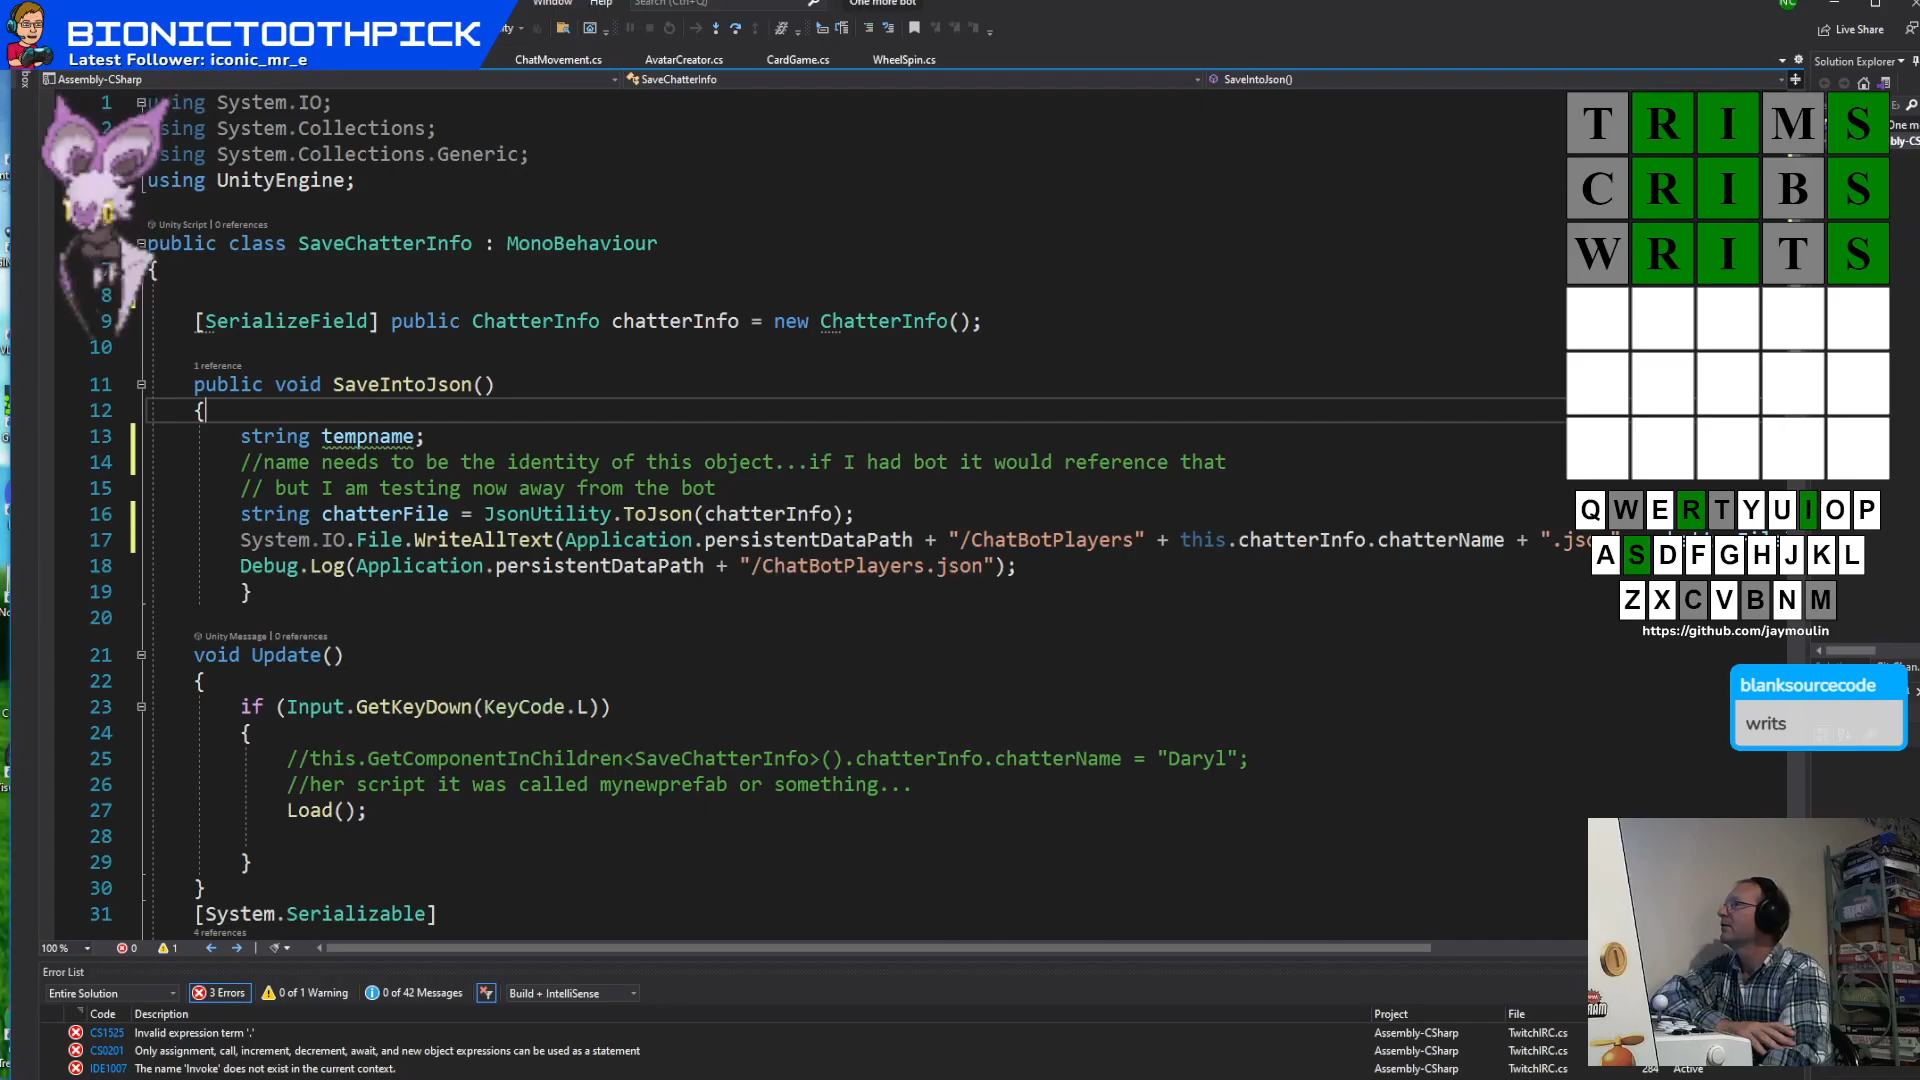 BIONICTOOTHPICK
Latest Follower: iconic_mr_e
Window Help Search (Ctrl+Q) One more bot NC
Live Share
ChatMovement.cs AvatarCreator.cs CardGame.cs WheelSpin.cs
Solution Explorer
Assembly-CSharp SaveChatterInfo SaveIntoJson()
1 using System.IO;
2 using System.Collections;
using System.Collections.Generic;
using UnityEngine;
Unity Script | 0 references
public class SaveChatterInfo : MonoBehaviour
7 {
8
9 [SerializeField] public ChatterInfo chatterInfo = new ChatterInfo();
10
1 reference
11 public void SaveIntoJson()
12 {
13 string tempname;
14 //name needs to be the identity of this object...if I had bot it would reference that
15 // but I am testing now away from the bot
16 string chatterFile = JsonUtility.ToJson(chatterInfo);
17 System.IO.File.WriteAllText(Application.persistentDataPath + "/ChatBotPlayers" + this.chatterInfo.chatterName + ".json"
18 Debug.Log(Application.persistentDataPath + "/ChatBotPlayers.json");
19 }
20
Unity Message | 0 references
21 void Update()
22 {
23 if (Input.GetKeyDown(KeyCode.L))
24 {
25 //this.GetComponentInChildren<SaveChatterInfo>().chatterInfo.chatterName = "Daryl";
26 //her script it was called mynewprefab or something...
27 Load();
28
29 }
30 }
31 [System.Serializable]
4 references
100 % 0 1
Error List
Entire Solution 3 Errors 0 of 1 Warning 0 of 42 Messages Build + IntelliSense
Code Description Project File
CS1525 Invalid expression term '.' Assembly-CSharp TwitchIRC.cs
CS0201 Only assignment, call, increment, decrement, await, and new object expressions can be used as a statement Assembly-CSharp TwitchIRC.cs
IDE1007 The name 'Invoke' does not exist in the current context. Assembly-CSharp TwitchIRC.cs 284 Active
T R I M S
C R I B S
W R I T S
Q W E R T Y U I O P
A S D F G H J K L
Z X C V B N M
https://github.com/jaymoulin
blanksourcecode
writs